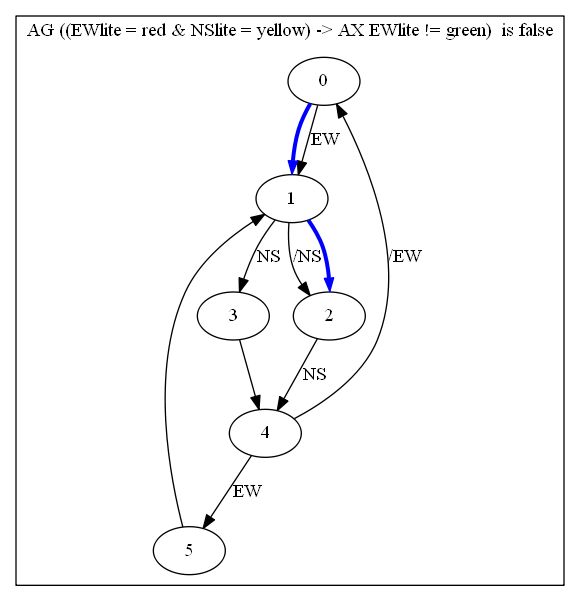 AG ((EWlite = red & NSlite = yellow) -> AX EWlite != green)  is false
0
EW
1
NS
/NS
/EW
3
2
NS
4
EW
5